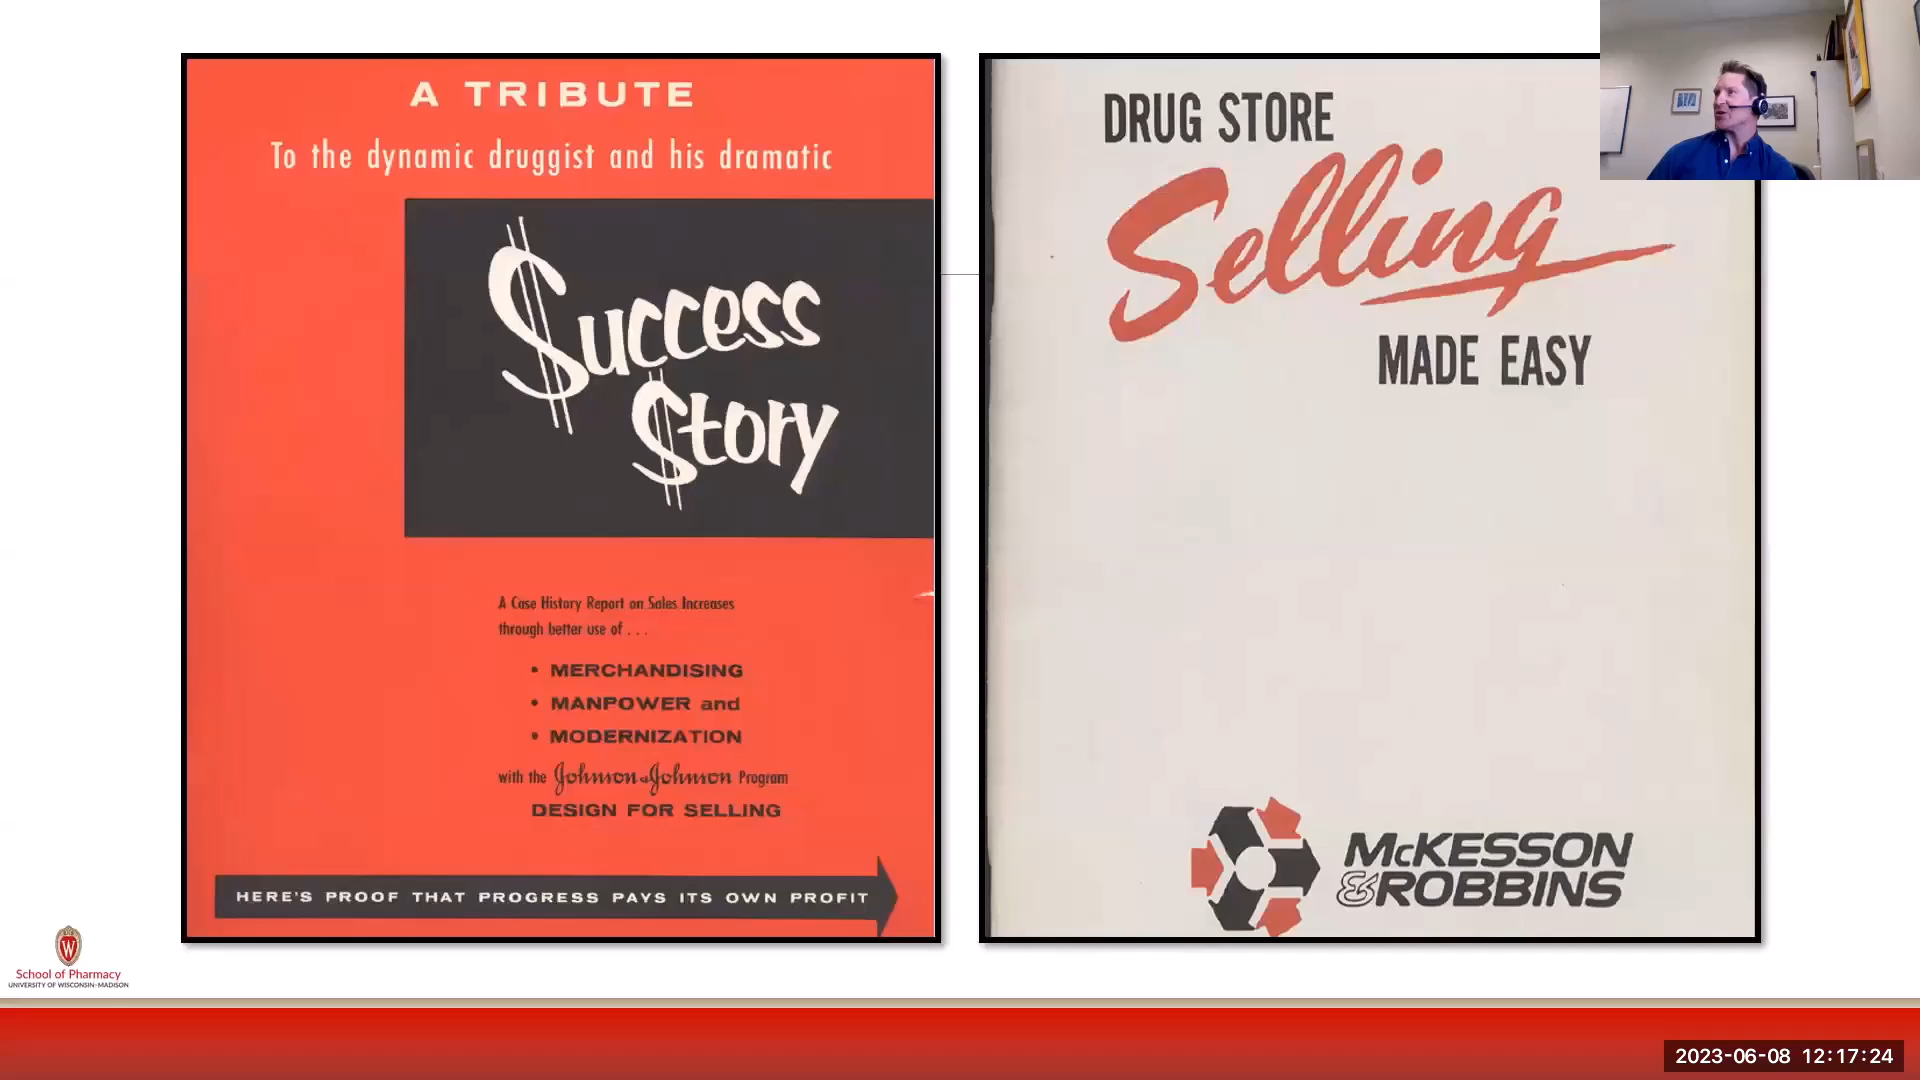 A TRIBUTE
To the dynamic druggist and his dramatic
$uccess
$tory
A Case History Report on Sales Increases
through better use of . . .
• MERCHANDISING
• MANPOWER and
• MODERNIZATION
with the Johnson & Johnson Program
DESIGN FOR SELLING
HERE'S PROOF THAT PROGRESS PAYS ITS OWN PROFIT
DRUG STORE
Selling
MADE EASY
McKESSON
& ROBBINS
W
School of Pharmacy
UNIVERSITY OF WISCONSIN-MADISON
2023-06-08 12:17:24